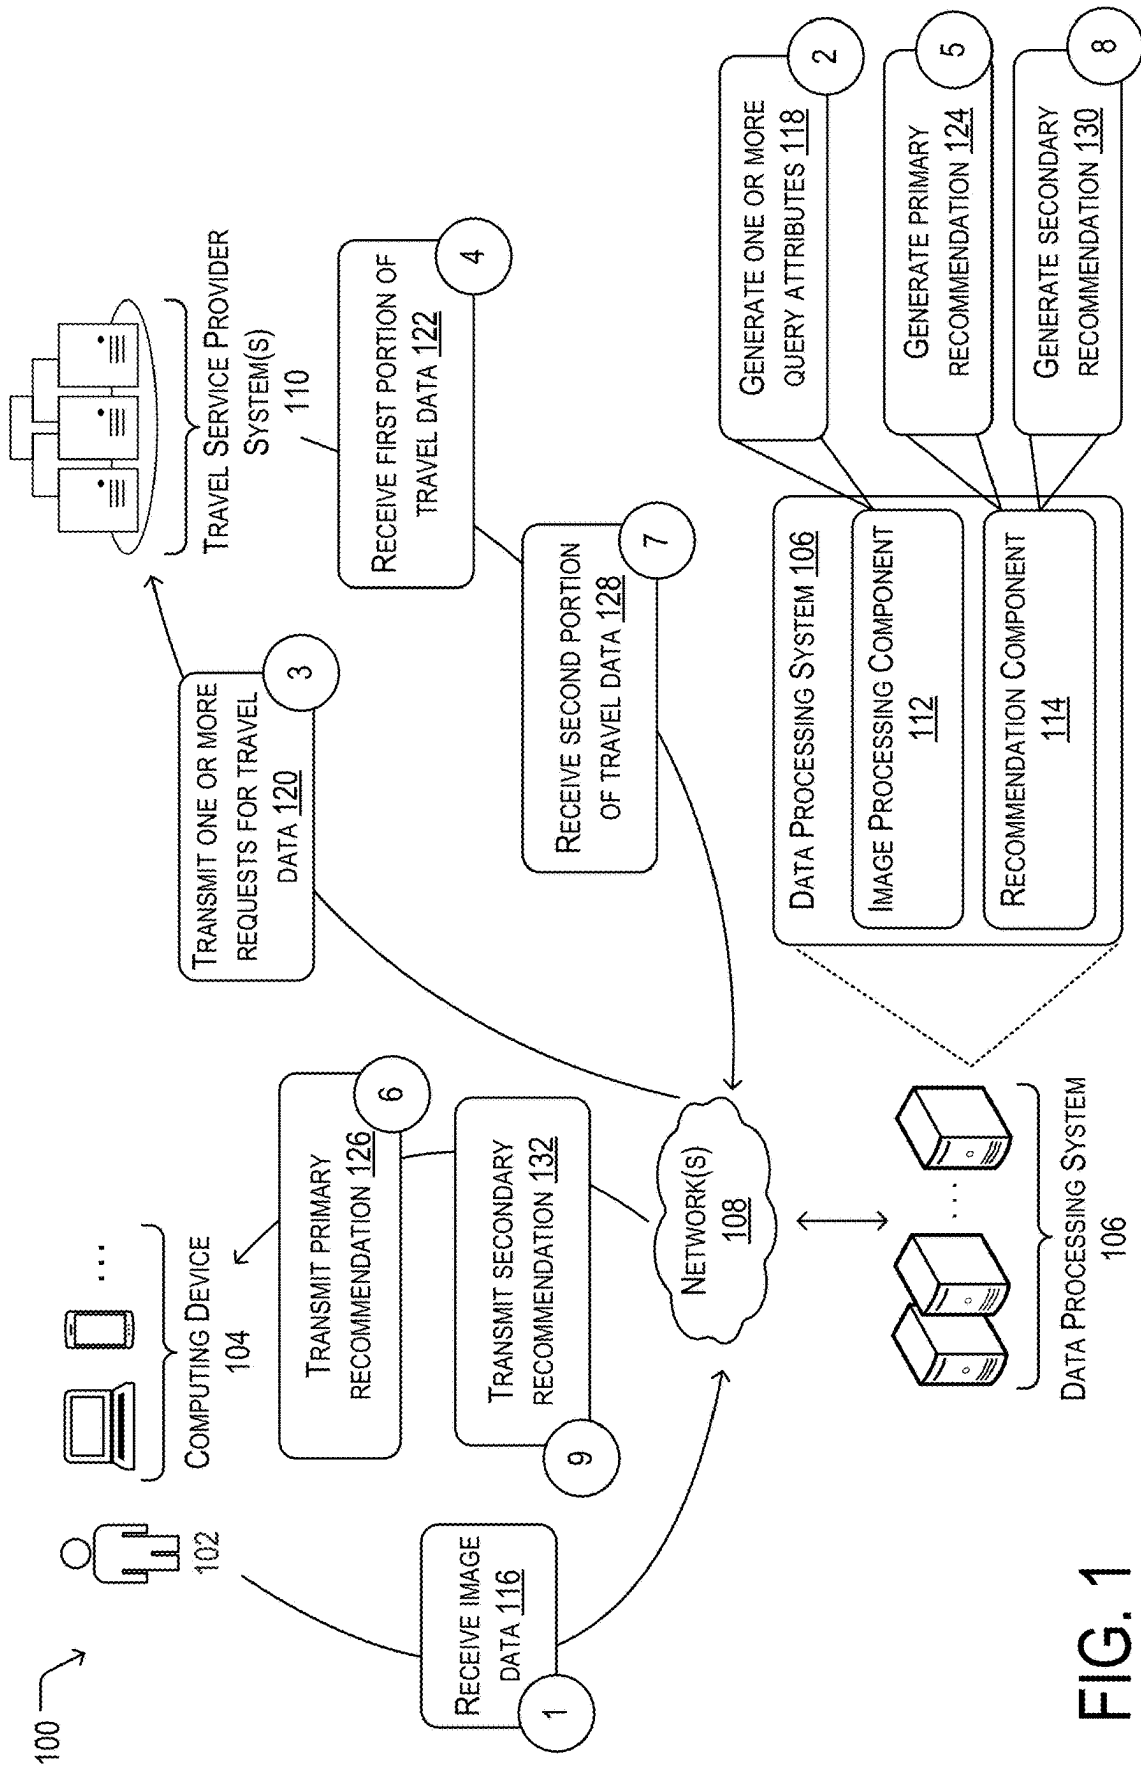 100
102
COMPUTING DEVICE
104
TRAVEL SERVICE PROVIDER
SYSTEM(S)
110
RECEIVE IMAGE
DATA 116
1
TRANSMIT PRIMARY
RECOMMENDATION 126
6
TRANSMIT SECONDARY
RECOMMENDATION 132
9
TRANSMIT ONE OR MORE
REQUESTS FOR TRAVEL
DATA 120
3
RECEIVE FIRST PORTION OF
TRAVEL DATA 122
4
RECEIVE SECOND PORTION
OF TRAVEL DATA 128
7
NETWORK(S)
108
DATA PROCESSING SYSTEM
106
DATA PROCESSING SYSTEM 106
IMAGE PROCESSING COMPONENT
112
RECOMMENDATION COMPONENT
114
GENERATE ONE OR MORE
QUERY ATTRIBUTES 118
2
GENERATE PRIMARY
RECOMMENDATION 124
5
GENERATE SECONDARY
RECOMMENDATION 130
8
FIG. 1